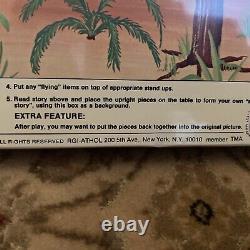 4. Put any "flying" items on top of appropriate stand ups.
5. Read story above and place the upright pieces on the table to form your own "s
story", using this box as a background.
EXTRA FEATURE:
After play, you may want to put the pieces back together into the original picture.
ALL RIGHTS RESERVED RGI-ATHOL 200 5th Ave., New York, N.Y. 10010 member TMA